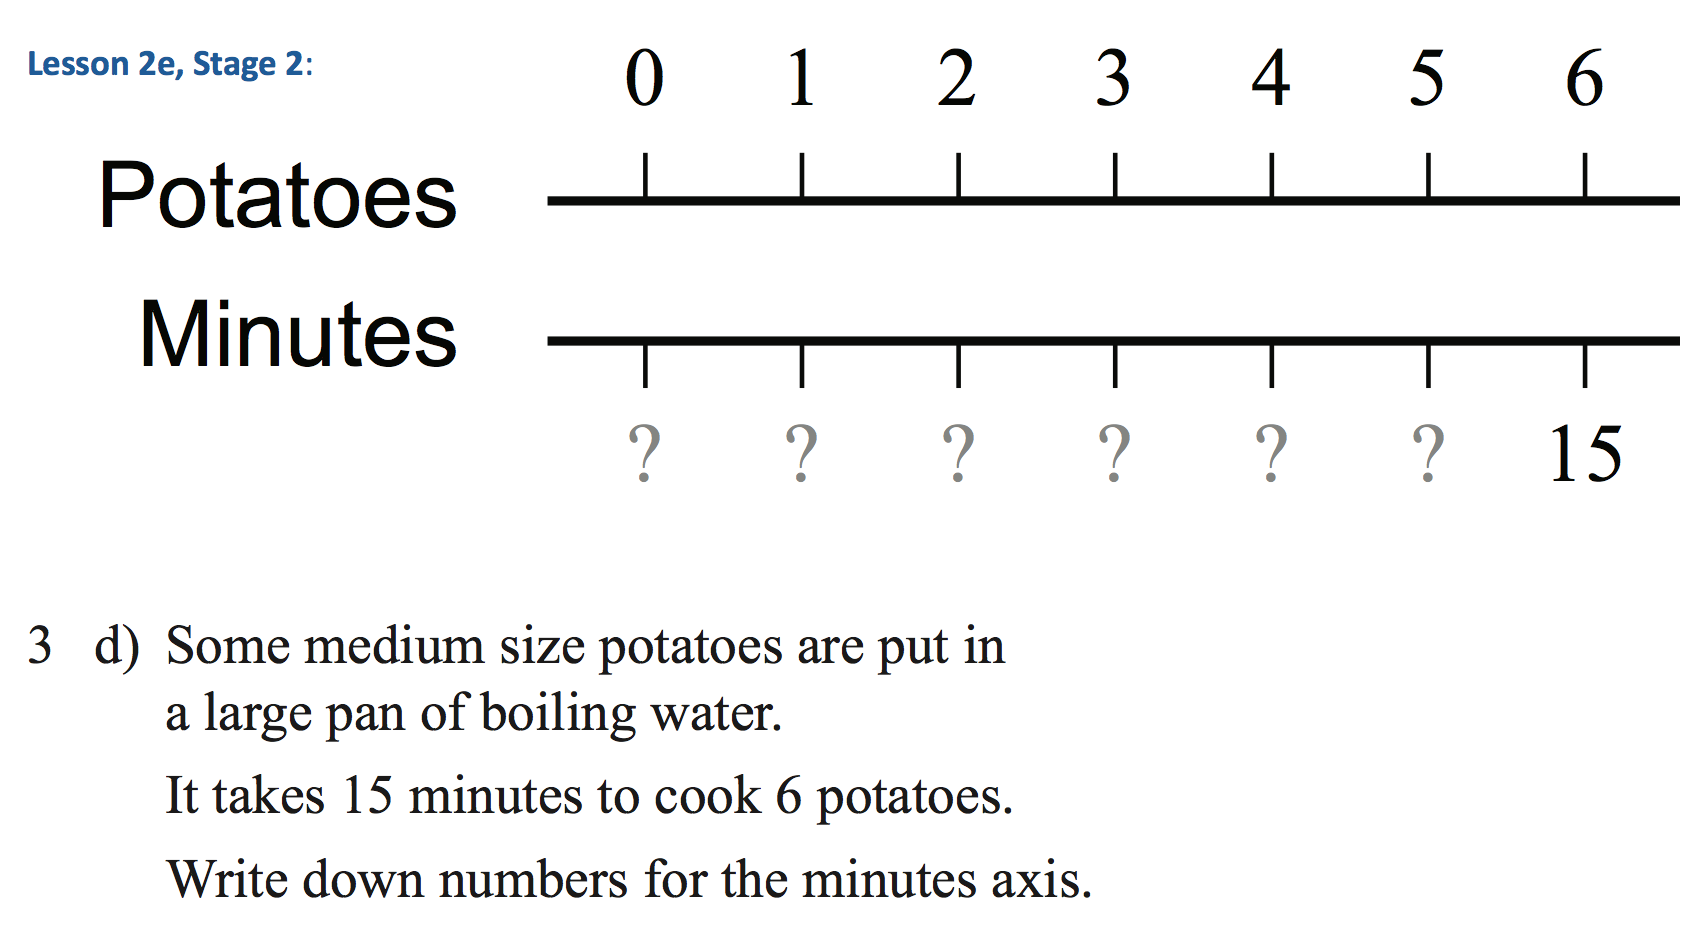 Lesson 2e, Stage 2:
0 1 2 3 4 5 6
Potatoes
Minutes
? ? ? ? ? ? 15
3 d) Some medium size potatoes are put in
a large pan of boiling water.
It takes 15 minutes to cook 6 potatoes.
Write down numbers for the minutes axis.